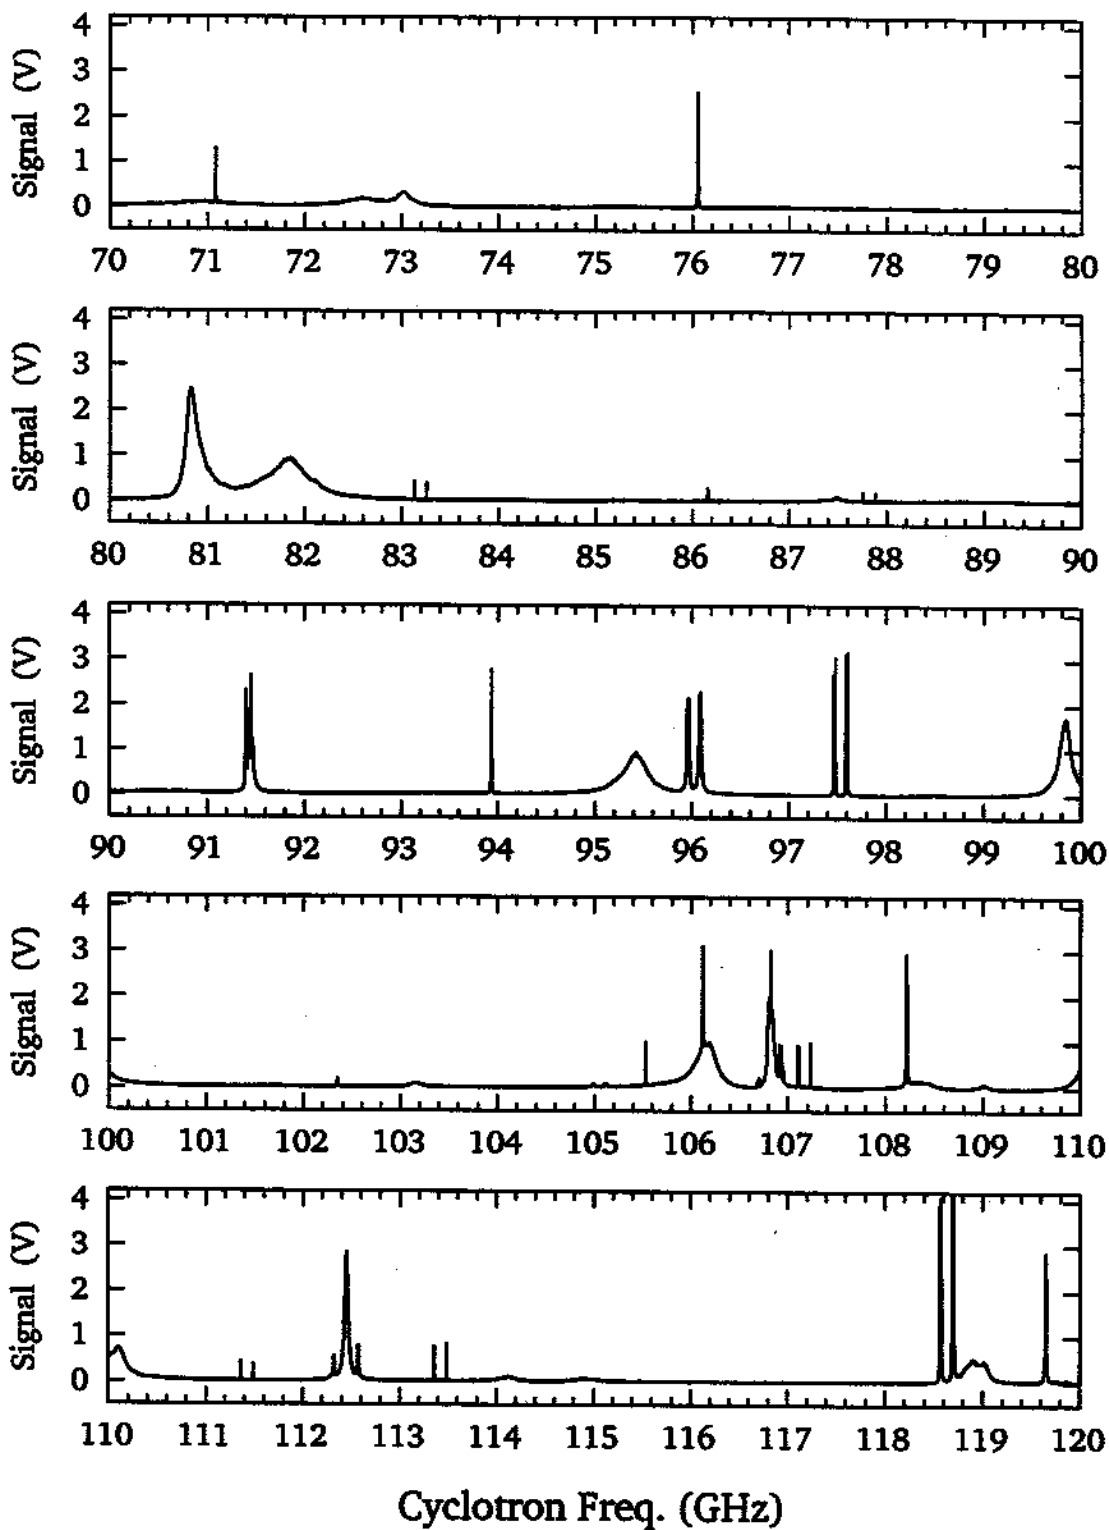 4
3
2
1
0
Signal (V)
70 71 72 73 74 75 76 77 78 79 80
4
3
2
1
0
Signal (V)
80 81 82 83 84 85 86 87 88 89 90
4
3
2
1
0
Signal (V)
90 91 92 93 94 95 96 97 98 99 100
4
3
2
1
0
Signal (V)
100 101 102 103 104 105 106 107 108 109 110
4
3
2
1
0
Signal (V)
110 111 112 113 114 115 116 117 118 119 120
Cyclotron Freq. (GHz)